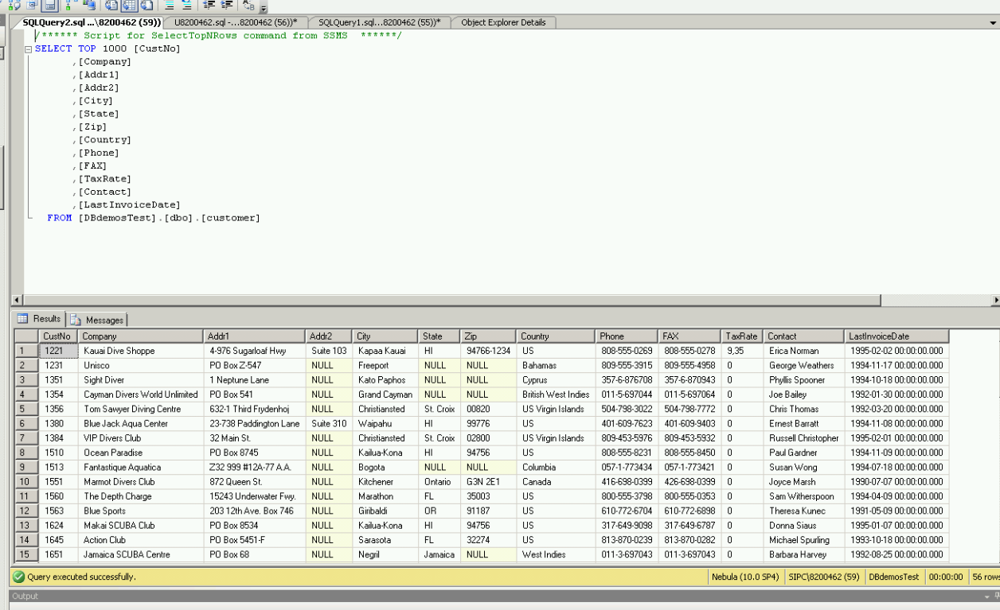 SQLQuery2.sql ...\8200462 (59)) U8200462.sql -...8200462 (56))* SQLQuery1.sql...8200462 (55))* Object Explorer Details
/****** Script for SelectTopNRows command from SSMS ******/
SELECT TOP 1000 [CustNo]
,[Company]
,[Addr1]
,[Addr2]
,[City]
,[State]
,[Zip]
,[Country]
,[Phone]
,[FAX]
,[TaxRate]
,[Contact]
,[LastInvoiceDate]
FROM [DBdemosTest].[dbo].[customer]
Results Messages
CustNo Company Addr1 Addr2 City State Zip Country Phone FAX TaxRate Contact LastInvoiceDate
1 1221 Kauai Dive Shoppe 4-976 Sugarloaf Hwy Suite 103 Kapaa Kauai HI 94766-1234 US 808-555-0269 808-555-0278 9,35 Erica Norman 1995-02-02 00:00:00.000
2 1231 Unisco PO Box Z-547 NULL Freeport NULL NULL Bahamas 809-555-3915 809-555-4958 0 George Weathers 1994-11-17 00:00:00.000
3 1351 Sight Diver 1 Neptune Lane NULL Kato Paphos NULL NULL Cyprus 357-6-876708 357-6-870943 0 Phyllis Spooner 1994-10-18 00:00:00.000
4 1354 Cayman Divers World Unlimited PO Box 541 NULL Grand Cayman NULL NULL British West Indies 011-5-697044 011-5-697064 0 Joe Bailey 1992-01-30 00:00:00.000
5 1356 Tom Sawyer Diving Centre 632-1 Third Frydenhoj NULL Christiansted St. Croix 00820 US Virgin Islands 504-798-3022 504-798-7772 0 Chris Thomas 1992-03-20 00:00:00.000
6 1380 Blue Jack Aqua Center 23-738 Paddington Lane Suite 310 Waipahu HI 99776 US 401-609-7623 401-609-9403 0 Ernest Barratt 1994-11-08 00:00:00.000
7 1384 VIP Divers Club 32 Main St. NULL Christiansted St. Croix 02800 US Virgin Islands 809-453-5976 809-453-5932 0 Russell Christopher 1995-02-01 00:00:00.000
8 1510 Ocean Paradise PO Box 8745 NULL Kailua-Kona HI 94756 US 808-555-8231 808-555-8450 0 Paul Gardner 1994-11-09 00:00:00.000
9 1513 Fantastique Aquatica Z32 999 #12A-77 A.A. NULL Bogota NULL NULL Columbia 057-1-773434 057-1-773421 0 Susan Wong 1994-07-18 00:00:00.000
10 1551 Marmot Divers Club 872 Queen St. NULL Kitchener Ontario G3N 2E1 Canada 416-698-0399 426-698-0399 0 Joyce Marsh 1990-07-07 00:00:00.000
11 1560 The Depth Charge 15243 Underwater Fwy. NULL Marathon FL 35003 US 800-555-3798 800-555-0353 0 Sam Witherspoon 1994-04-09 00:00:00.000
12 1563 Blue Sports 203 12th Ave. Box 746 NULL Giribaldi OR 91187 US 610-772-6704 610-772-6898 0 Theresa Kunec 1991-05-09 00:00:00.000
13 1624 Makai SCUBA Club PO Box 8534 NULL Kailua-Kona HI 94756 US 317-649-9098 317-649-6787 0 Donna Siaus 1995-01-07 00:00:00.000
14 1645 Action Club PO Box 5451-F NULL Sarasota FL 32274 US 813-870-0239 813-870-0282 0 Michael Spurling 1993-10-18 00:00:00.000
15 1651 Jamaica SCUBA Centre PO Box 68 NULL Negril Jamaica NULL West Indies 011-3-697043 011-3-697043 0 Barbara Harvey 1992-08-25 00:00:00.000
Query executed successfully. Nebula (10.0 SP4) SIPC\8200462 (59) DBdemosTest 00:00:00 56 rows
Output